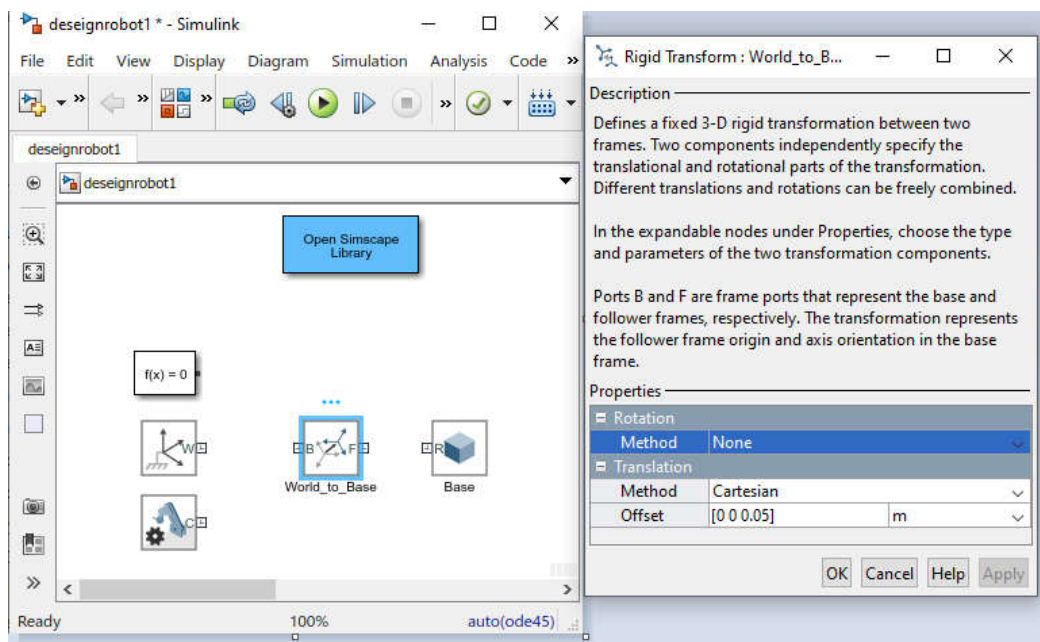 deseignrobot1 * - Simulink
File Edit View Display Diagram Simulation Analysis Code »
» » » »
deseignrobot1
deseignrobot1
Open Simscape
Library
f(x) = 0
W
B F
R
World_to_Base
Base
C
»
Ready 100% auto(ode45)
Rigid Transform : World_to_B...
Description
Defines a fixed 3-D rigid transformation between two
frames. Two components independently specify the
translational and rotational parts of the transformation.
Different translations and rotations can be freely combined.
In the expandable nodes under Properties, choose the type
and parameters of the two transformation components.
Ports B and F are frame ports that represent the base and
follower frames, respectively. The transformation represents
the follower frame origin and axis orientation in the base
frame.
Properties
Rotation
Method None
Translation
Method Cartesian
Offset [0 0 0.05] m
OK Cancel Help Apply